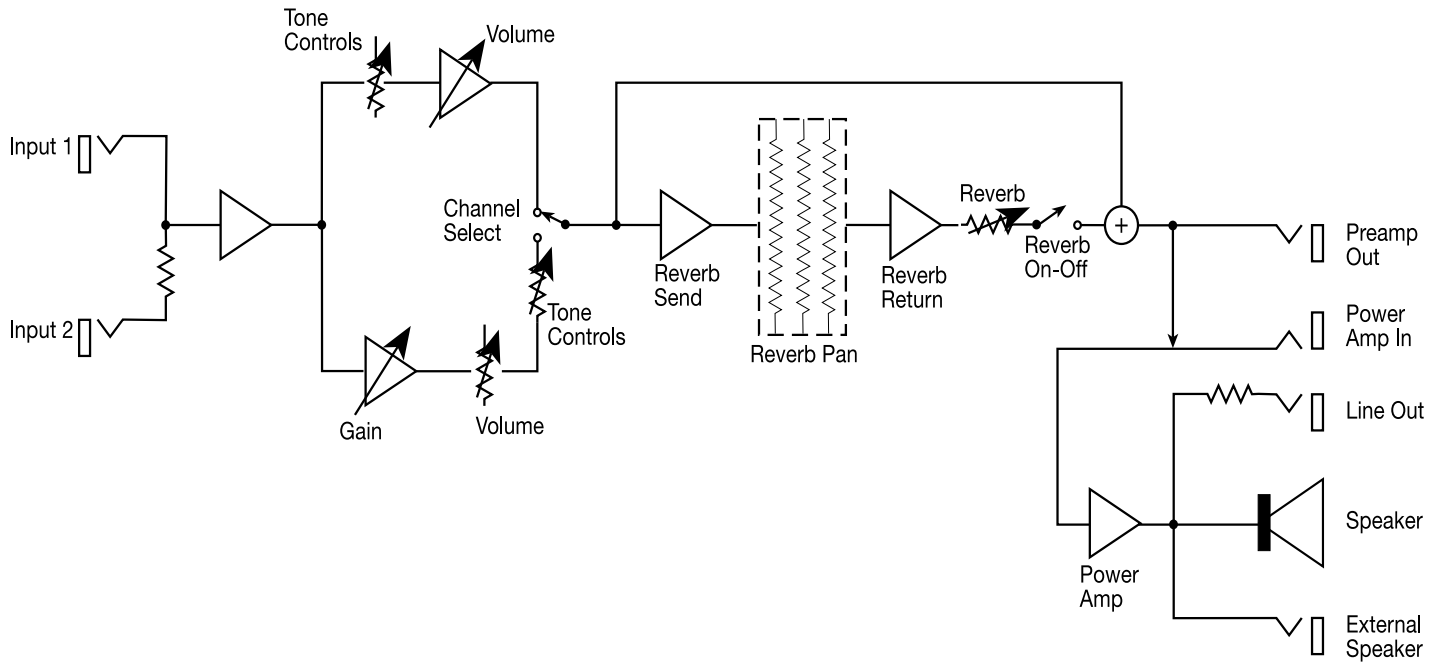 Tone
Controls
Volume
Input 1
Input 2
Channel
Select
Tone
Controls
Gain
Volume
Reverb
Send
Reverb Pan
Reverb
Return
Reverb
Reverb
On-Off
+
Preamp
Out
Power
Amp In
Line Out
Speaker
Power
Amp
External
Speaker